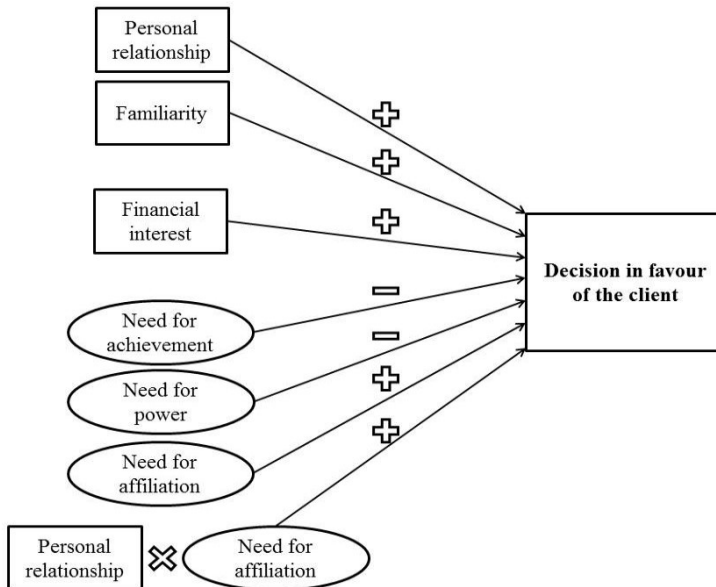 Personal
relationship
Familiarity
Financial
interest
Need for
achievement
Need for
power
Need for
affiliation
Personal
relationship
Need for
affiliation
Decision in favour
of the client